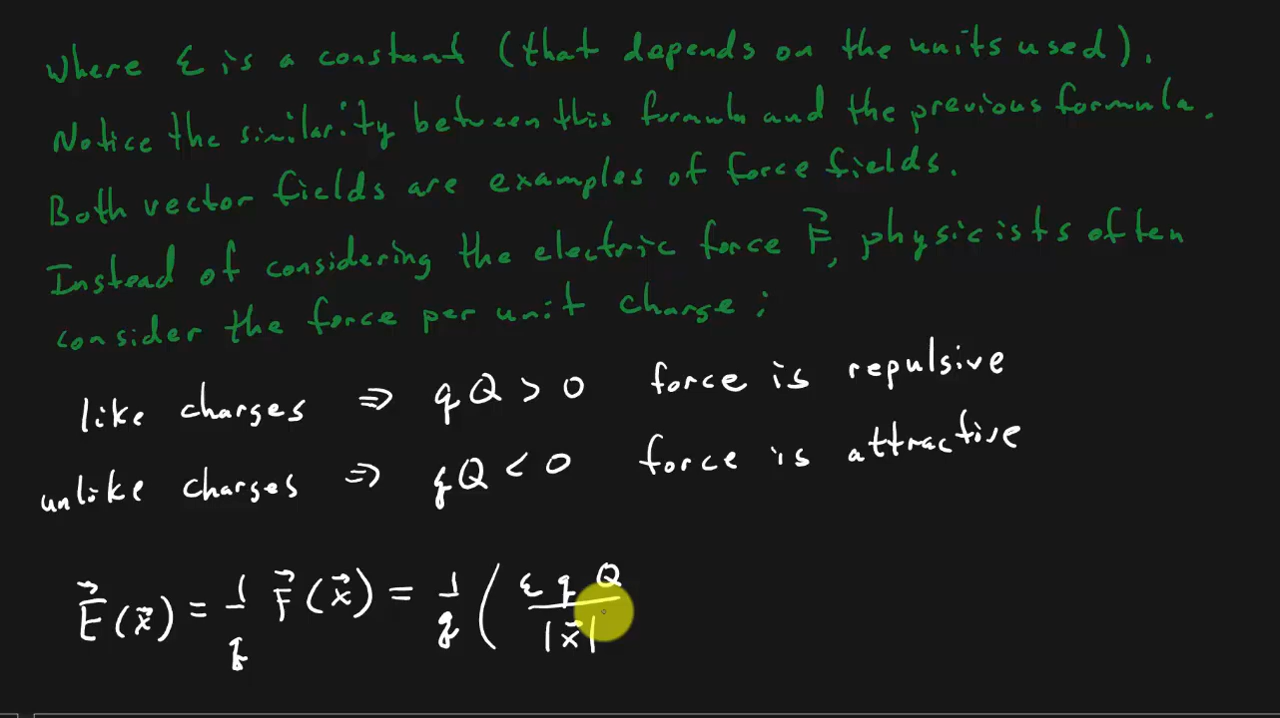 where ε is a constant (that depends on the units used).
Notice the similarity between this formula and the previous formula.
Both vector fields are examples of force fields.
Instead of considering the electric force F⃗, physicists often
consider the force per unit charge;
like charges ⇒ qQ > 0 force is repulsive
unlike charges ⇒ qQ < 0 force is attractive
E⃗(x⃗) = 1/q F⃗(x⃗) = 1/q ( ε q Q / |x⃗|